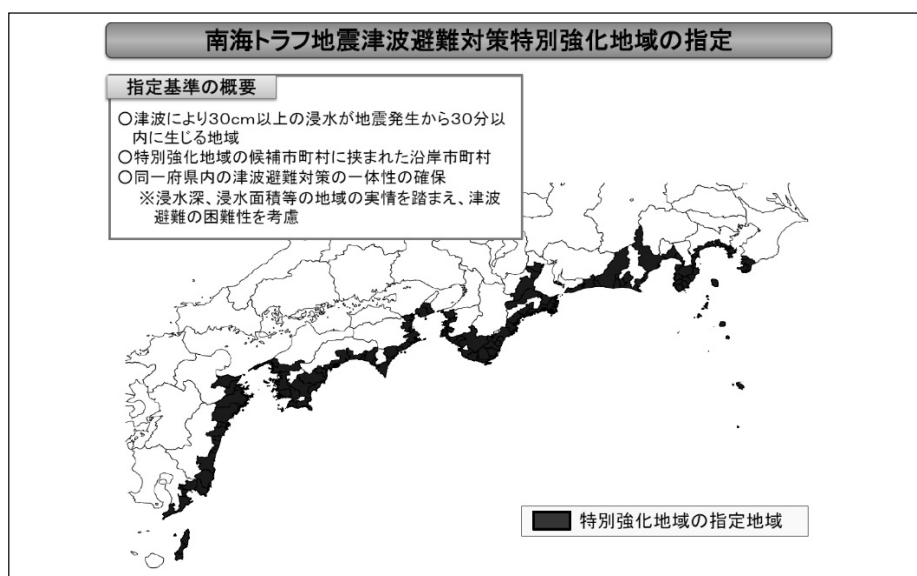 南海トラフ地震津波避難対策特別強化地域の指定
指定基準の概要
○津波により30cm以上の浸水が地震発生から30分以
内に生じる地域
○特別強化地域の候補市町村に挟まれた沿岸市町村
○同一府県内の津波避難対策の一体性の確保
※浸水深、浸水面積等の地域の実情を踏まえ、津波
避難の困難性を考慮
特別強化地域の指定地域